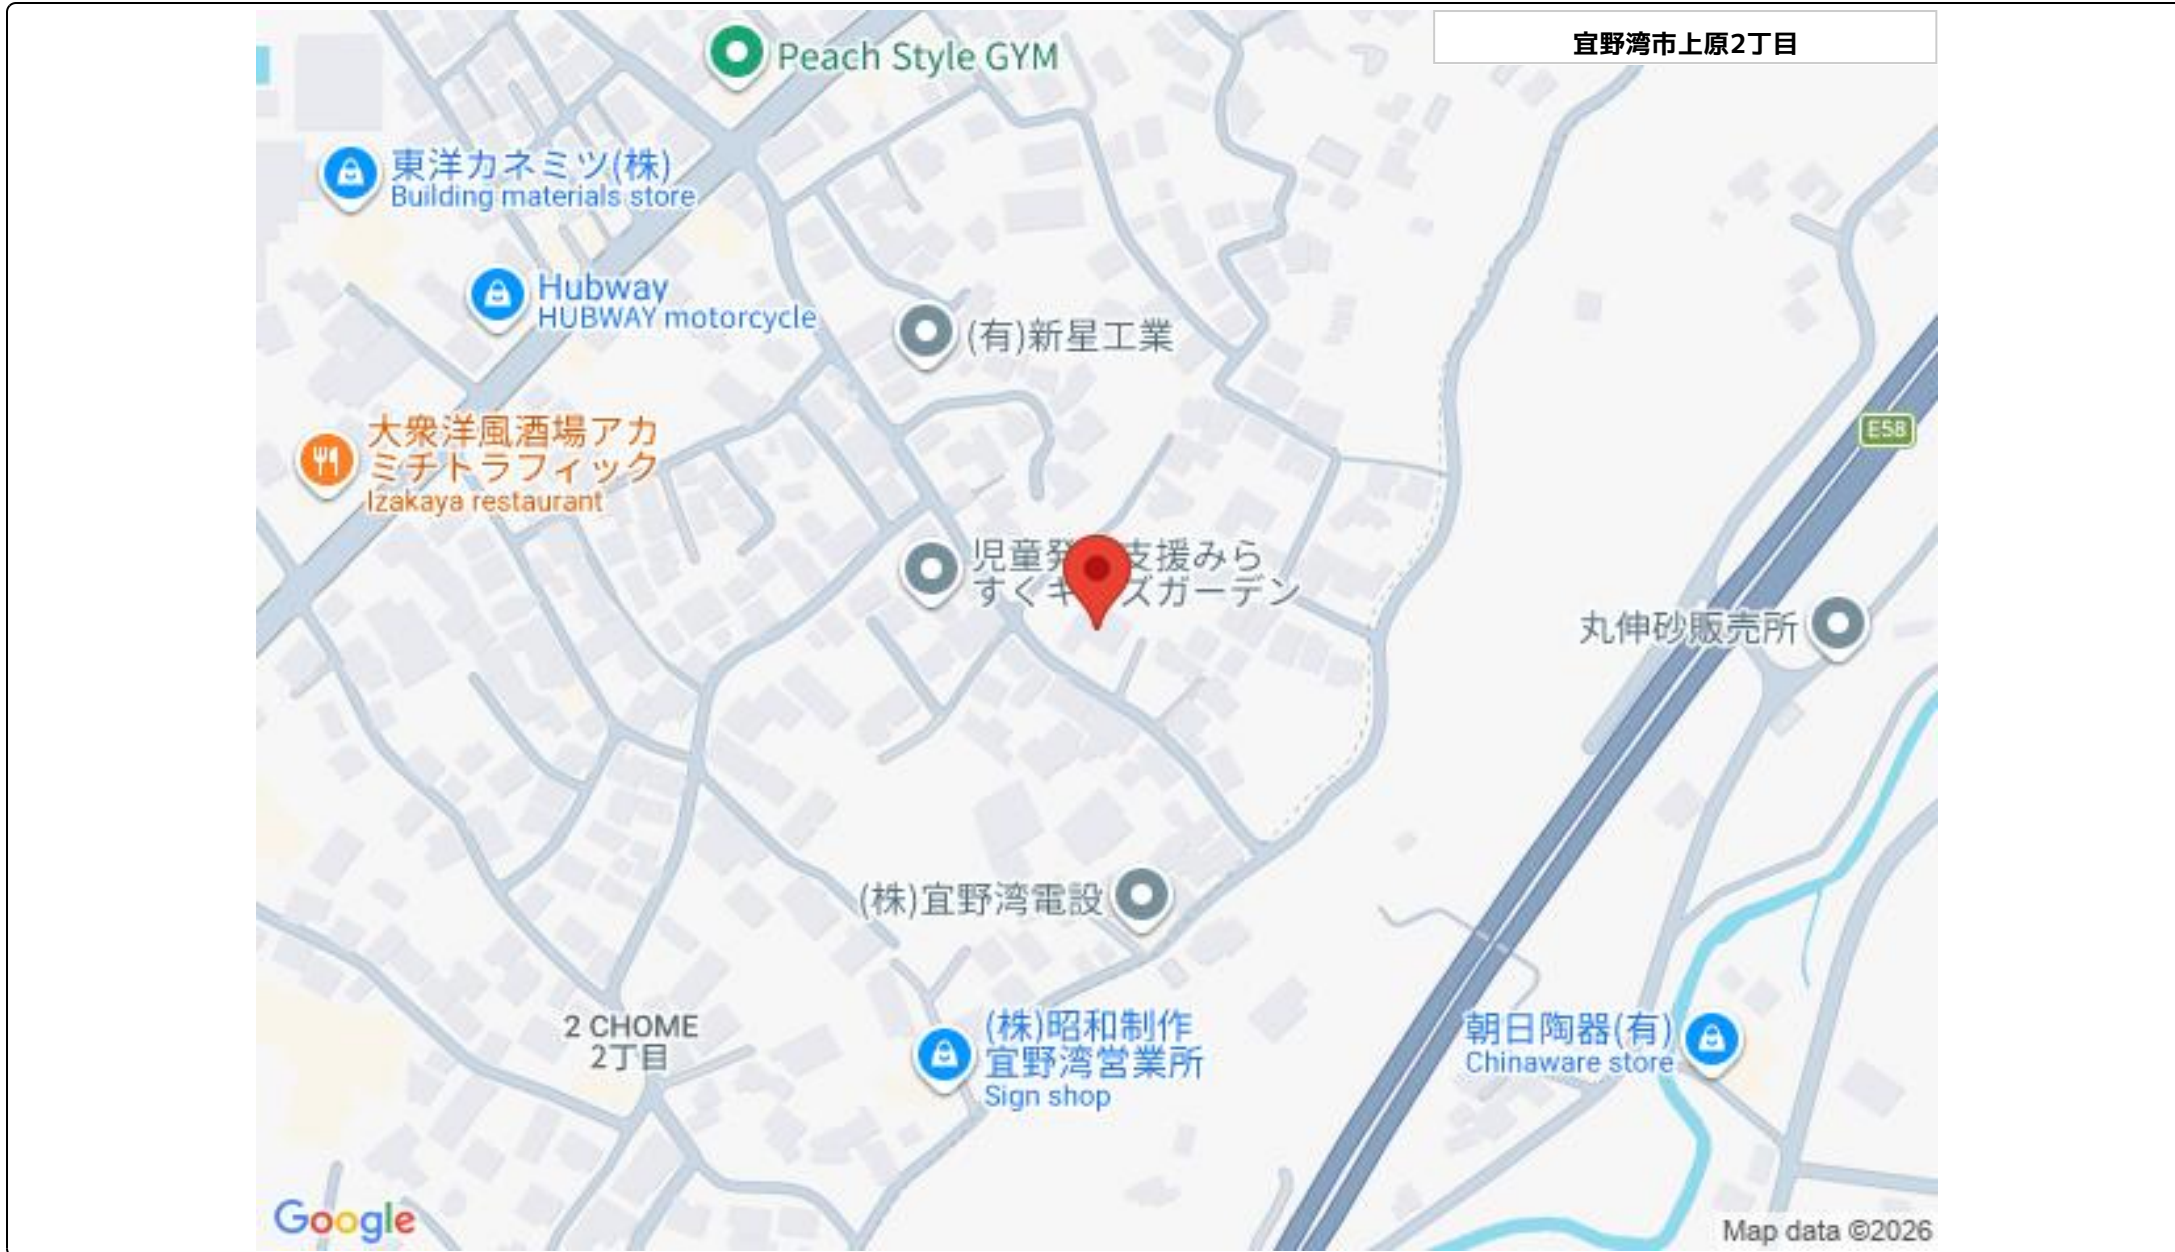 宜野湾市上原2丁目
Peach Style GYM
東洋カネミツ(株)
Building materials store
Hubway
HUBWAY motorcycle
(有)新星工業
大衆洋風酒場アカ
ミチトラフィック
Izakaya restaurant
E58
児童発 支援みら
すくキ ズガーデン
丸伸砂販売所
(株)宜野湾電設
2 CHOME
2丁目
(株)昭和制作
宜野湾営業所
Sign shop
朝日陶器(有)
Chinaware store
Google
Map data ©2026